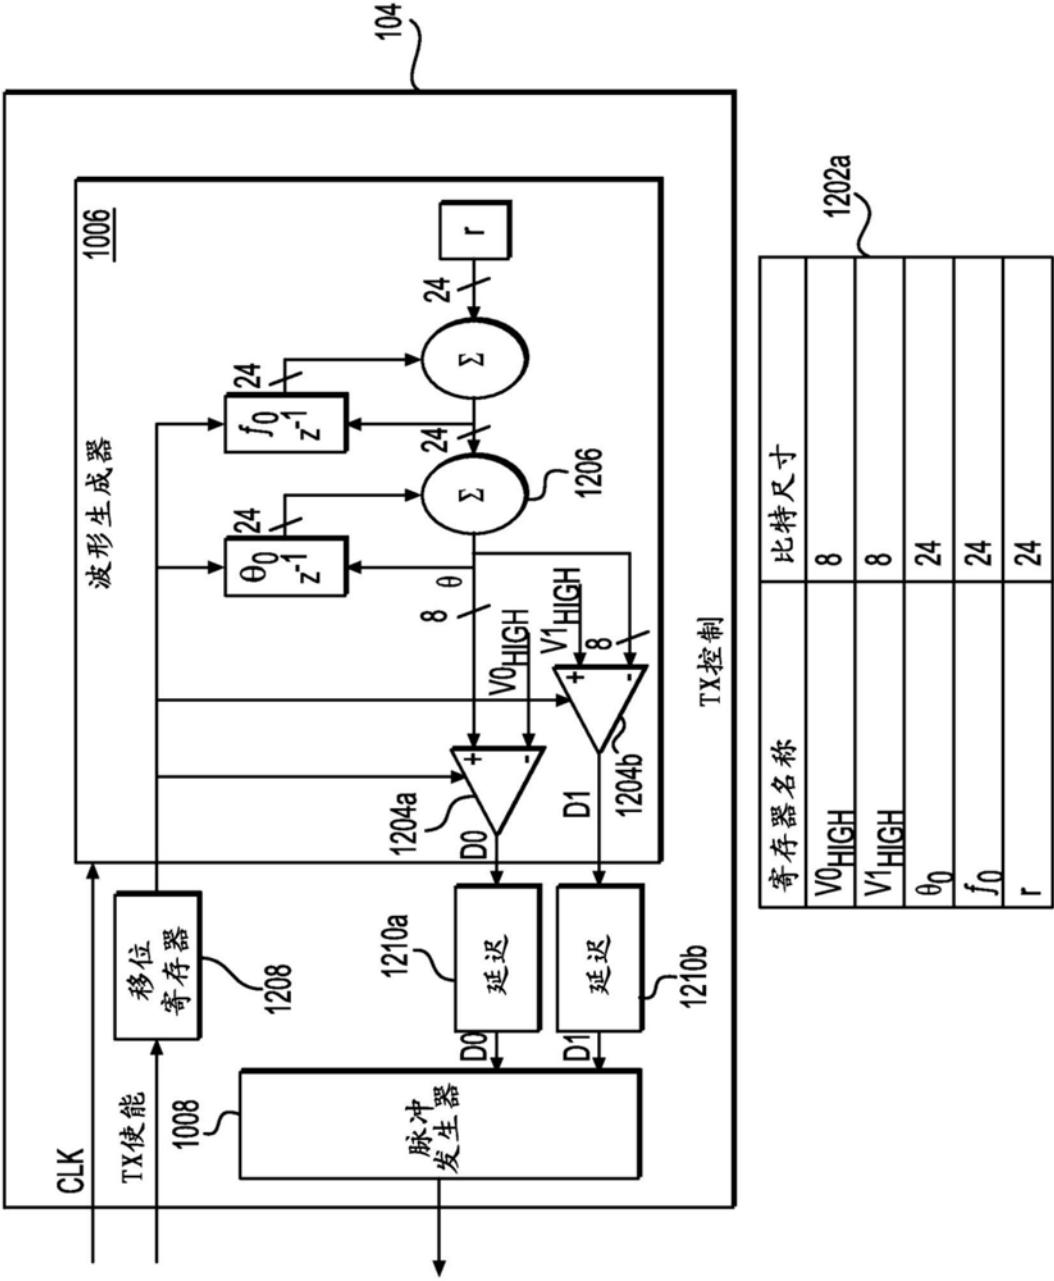 CLK
TX使能
移位
寄存器
1208
波形生成器
1006
104
θ0
z-1
24
f0
z-1
24
r
24
Σ
24
Σ
1206
θ
8
V0HIGH
V1HIGH
8
+
-
1204a
+
-
1204b
D0
D1
1210a
延迟
延迟
1210b
D0
D1
1008
脉冲
发生器
TX控制
1202a
寄存器名称 比特尺寸
V0HIGH 8
V1HIGH 8
θ0 24
f0 24
r 24